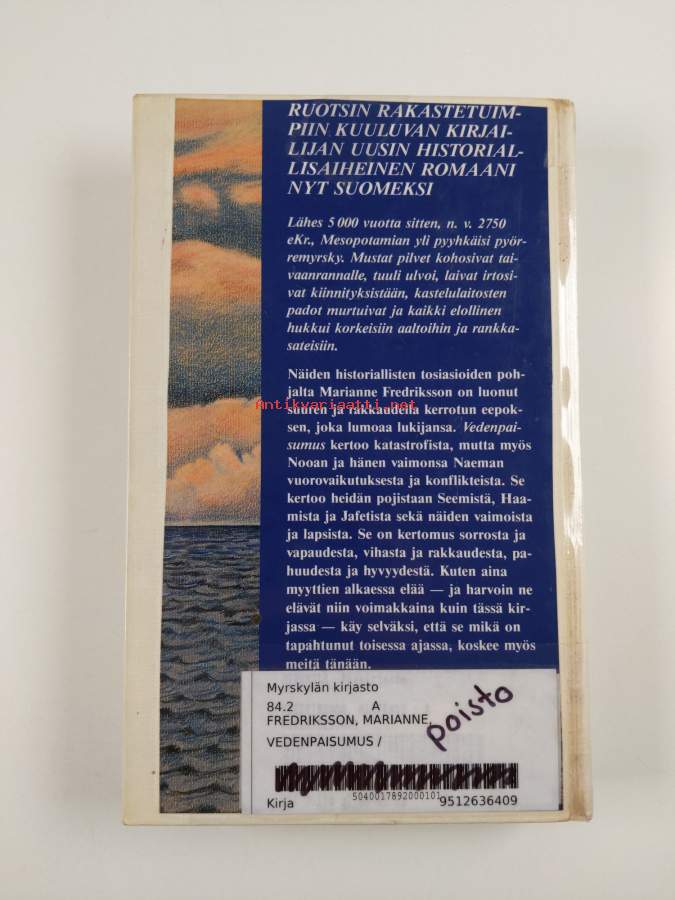 RUOTSIN RAKASTETUIM-
PIIN KUULUVAN KIRJAI-
LIJAN UUSIN HISTORIAL-
LISAIHEINEN ROMAANI
NYT SUOMEKSI
Lähes 5 000 vuotta sitten, n. v. 2750
eKr., Mesopotamian yli pyyhkäisi pyör-
remyrsky. Mustat pilvet kohosivat tai-
vaanrannalle, tuuli ulvoi, laivat irtosi-
vat kiinnityksistään, kastelulaitosten
padot murtuivat ja kaikki elollinen
hukkui korkeisiin aaltoihin ja rankka-
sateisiin.
Näiden historiallisten tosiasioiden poh-
jalta Marianne Fredriksson on luonut
suuren ja rakkaudella kerrotun eepok-
sen, joka lumoaa lukijansa. Vedenpai-
sumus kertoo katastrofista, mutta myös
Nooan ja hänen vaimonsa Naeman
vuorovaikutuksesta ja konflikteista. Se
kertoo heidän pojistaan Seemistä, Haa-
mista ja Jafetista sekä näiden vaimoista
ja lapsista. Se on kertomus sorrosta ja
vapaudesta, vihasta ja rakkaudesta, pa-
huudesta ja hyvyydestä. Kuten aina
myyttien alkaessa elää — ja harvoin ne
elävät niin voimakkaina kuin tässä kir-
jassa — käy selväksi, että se mikä on
tapahtunut toisessa ajassa, koskee myös
meitä tänään.
Antikvariaatti.net
Myrskylän kirjasto
84.2 A
FREDRIKSSON, MARIANNE,
VEDENPAISUMUS /
poisto
5040017892000101
Kirja 9512636409